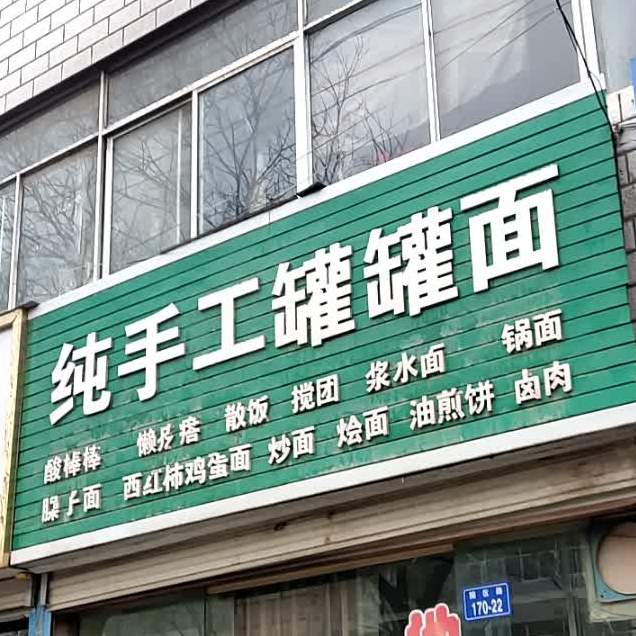 纯手工罐罐面
酸棒棒 懒疙瘩 散饭 搅团 浆水面 锅面
臊子面 西红柿鸡蛋面 炒面 烩面 油煎饼 卤肉
170-22